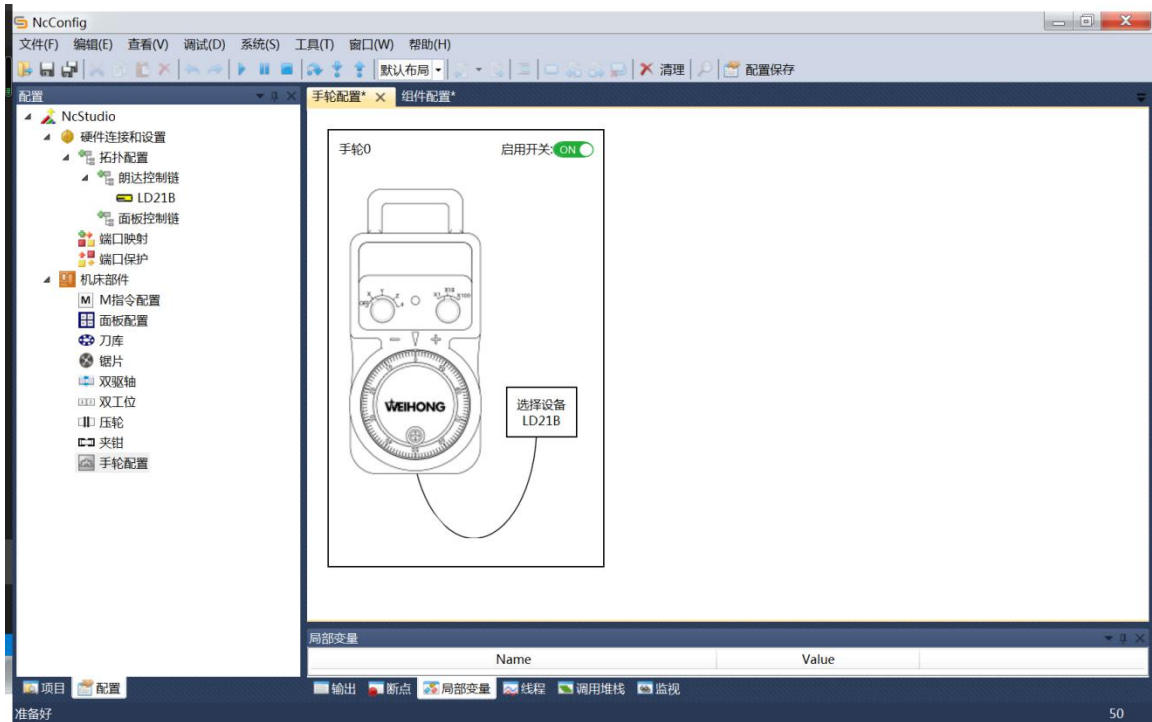 NcConfig
文件(F) 编辑(E) 查看(V) 调试(D) 系统(S) 工具(T) 窗口(W) 帮助(H)
默认布局 清理 配置保存
配置
手轮配置* 组件配置*
NcStudio
硬件连接和设置
拓扑配置
朗达控制链
LD21B
面板控制链
端口映射
端口保护
机床部件
M M指令配置
面板配置
刀库
锯片
双驱轴
双工位
压轮
夹钳
手轮配置
手轮0 启用开关: ON
OFF X Y Z 4 X1 X10 X100
− +
WEIHONG
选择设备
LD21B
局部变量
Name Value
项目 配置
输出 断点 局部变量 线程 调用堆栈 监视
准备好 50